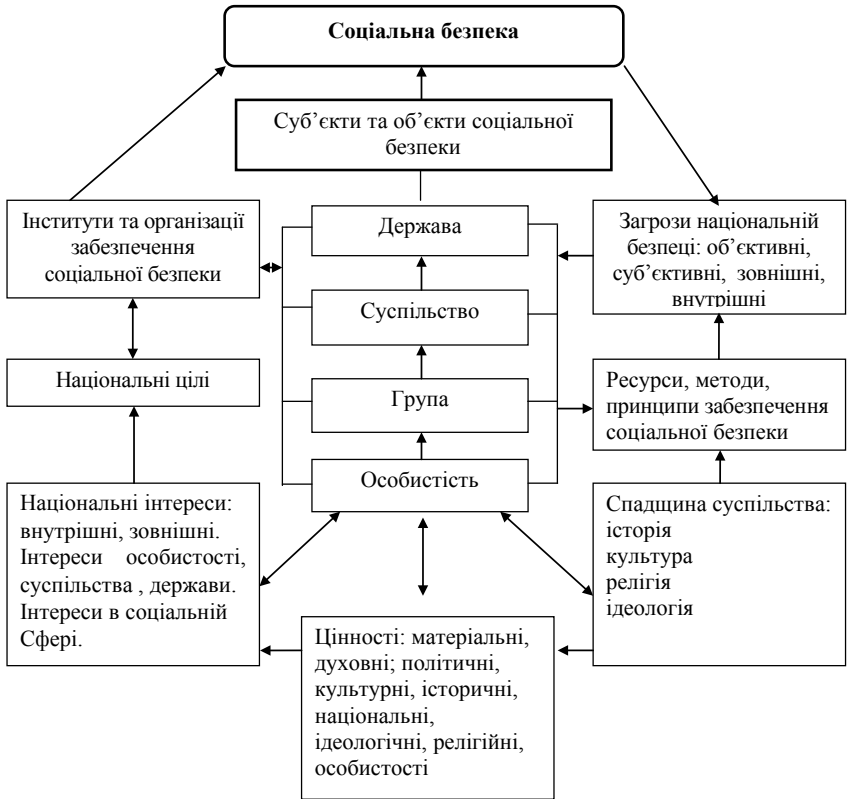 Соціальна безпека
Суб’єкти та об’єкти соціальної
безпеки
Інститути та організації
забезпечення
соціальної безпеки
Держава
Загрози національній
безпеці: об’єктивні,
суб’єктивні, зовнішні,
внутрішні
Суспільство
Національні цілі
Група
Ресурси, методи,
принципи забезпечення
соціальної безпеки
Особистість
Національні інтереси:
внутрішні, зовнішні.
Інтереси особистості,
суспільства , держави.
Інтереси в соціальній
Сфері.
Спадщина суспільства:
історія
культура
релігія
ідеологія
Цінності: матеріальні,
духовні; політичні,
культурні, історичні,
національні,
ідеологічні, релігійні,
особистості